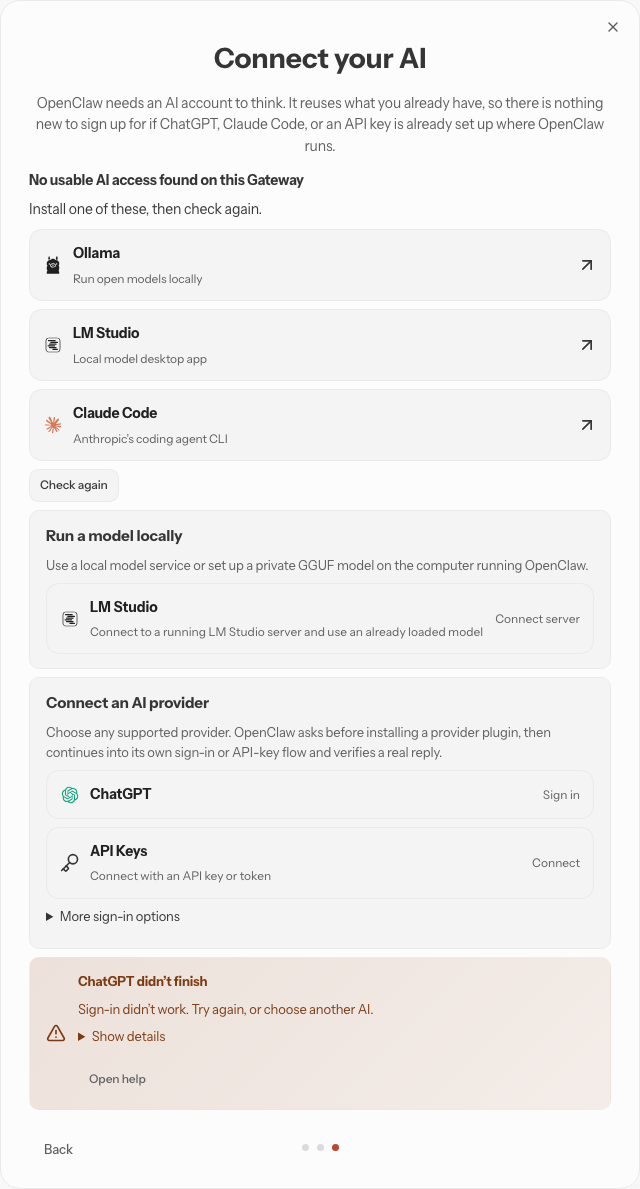 Connect your AI
OpenClaw needs an AI account to think. It reuses what you already have, so there is nothing
new to sign up for if ChatGPT, Claude Code, or an API key is already set up where OpenClaw
runs.
No usable AI access found on this Gateway
Install one of these, then check again.
Ollama
Run open models locally
LM Studio
Local model desktop app
Claude Code
Anthropic's coding agent CLI
Check again
Run a model locally
Use a local model service or set up a private GGUF model on the computer running OpenClaw.
LM Studio
Connect to a running LM Studio server and use an already loaded model
Connect server
Connect an AI provider
Choose any supported provider. OpenClaw asks before installing a provider plugin, then
continues into its own sign-in or API-key flow and verifies a real reply.
ChatGPT
Sign in
API Keys
Connect with an API key or token
Connect
More sign-in options
ChatGPT didn't finish
Sign-in didn't work. Try again, or choose another AI.
Show details
Open help
Back